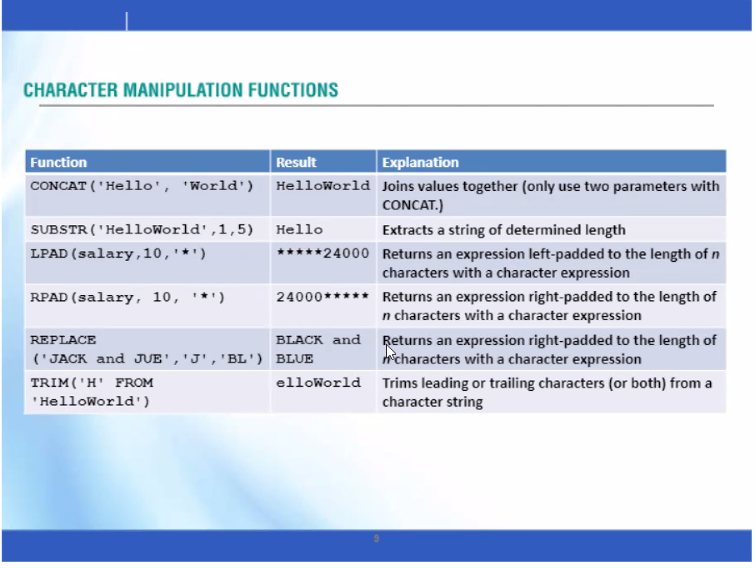 CHARACTER MANIPULATION FUNCTIONS
Function Result Explanation
CONCAT('Hello', 'World') HelloWorld Joins values together (only use two parameters with
CONCAT.)
SUBSTR('HelloWorld',1,5) Hello Extracts a string of determined length
LPAD(salary,10,'*') *****24000 Returns an expression left-padded to the length of n
characters with a character expression
RPAD(salary, 10, '*') 24000***** Returns an expression right-padded to the length of
n characters with a character expression
REPLACE BLACK and Returns an expression right-padded to the length of
('JACK and JUE','J','BL') BLUE n characters with a character expression
TRIM('H' FROM elloWorld Trims leading or trailing characters (or both) from a
'HelloWorld') character string
9